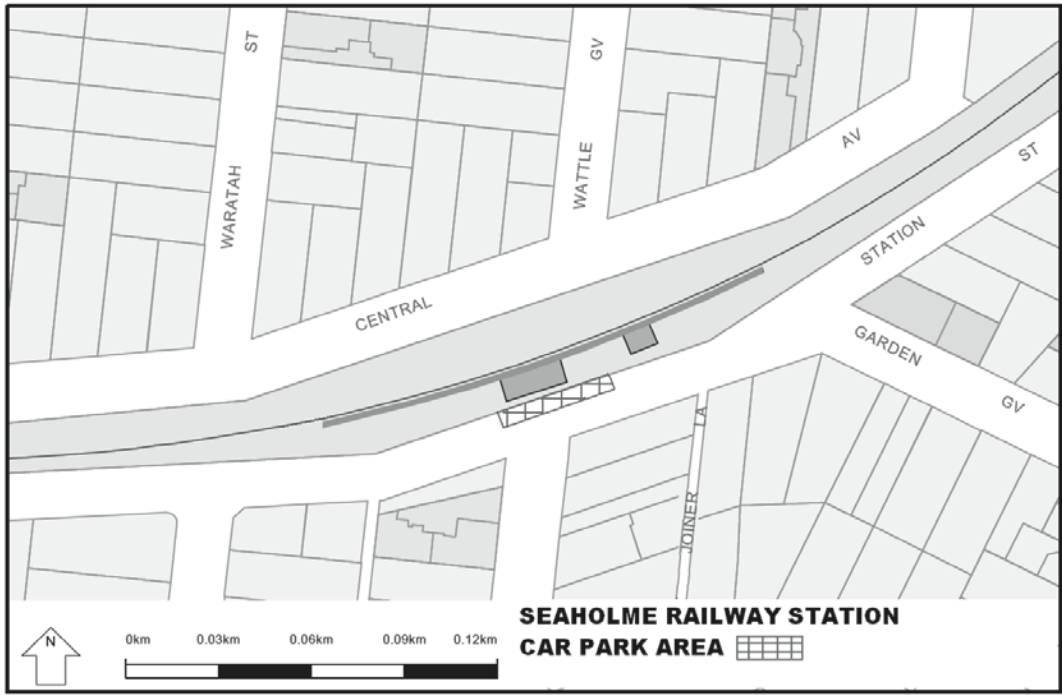 ST
WARATAH
GV
WATTLE
AV
ST
STATION
CENTRAL
GARDEN
GV
LA
JOINER
N
0km 0.03km 0.06km 0.09km 0.12km
SEAHOLME RAILWAY STATION
CAR PARK AREA